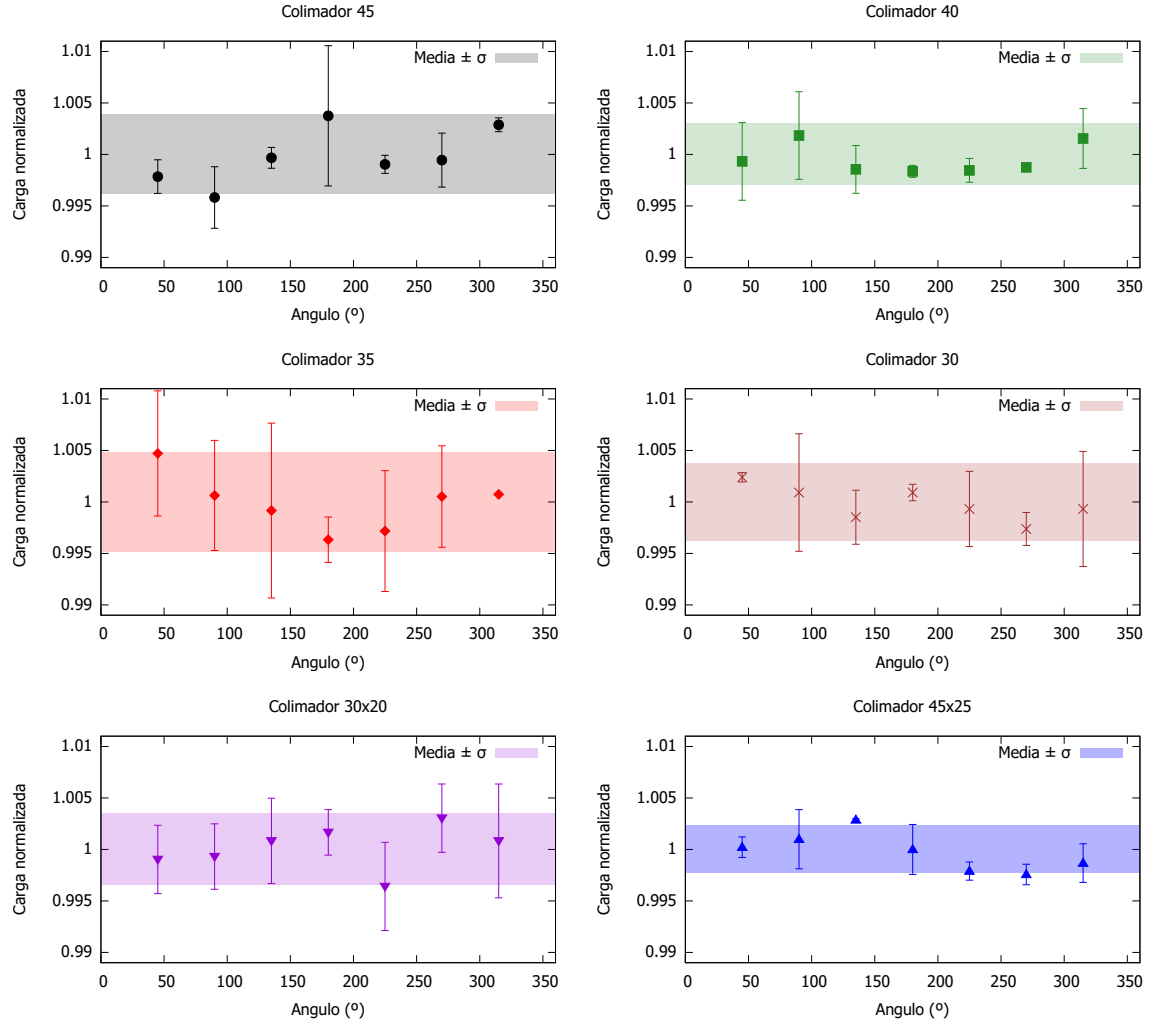 Colimador 45
Carga normalizada
1.01
1.005
1
0.995
0.99
Media ± σ
0 50 100 150 200 250 300 350
Angulo (º)
Colimador 40
Carga normalizada
1.01
1.005
1
0.995
0.99
Media ± σ
0 50 100 150 200 250 300 350
Angulo (º)
Colimador 35
Carga normalizada
1.01
1.005
1
0.995
0.99
Media ± σ
0 50 100 150 200 250 300 350
Angulo (º)
Colimador 30
Carga normalizada
1.01
1.005
1
0.995
0.99
Media ± σ
0 50 100 150 200 250 300 350
Angulo (º)
Colimador 30x20
Carga normalizada
1.01
1.005
1
0.995
0.99
Media ± σ
0 50 100 150 200 250 300 350
Angulo (º)
Colimador 45x25
Carga normalizada
1.01
1.005
1
0.995
0.99
Media ± σ
0 50 100 150 200 250 300 350
Angulo (º)